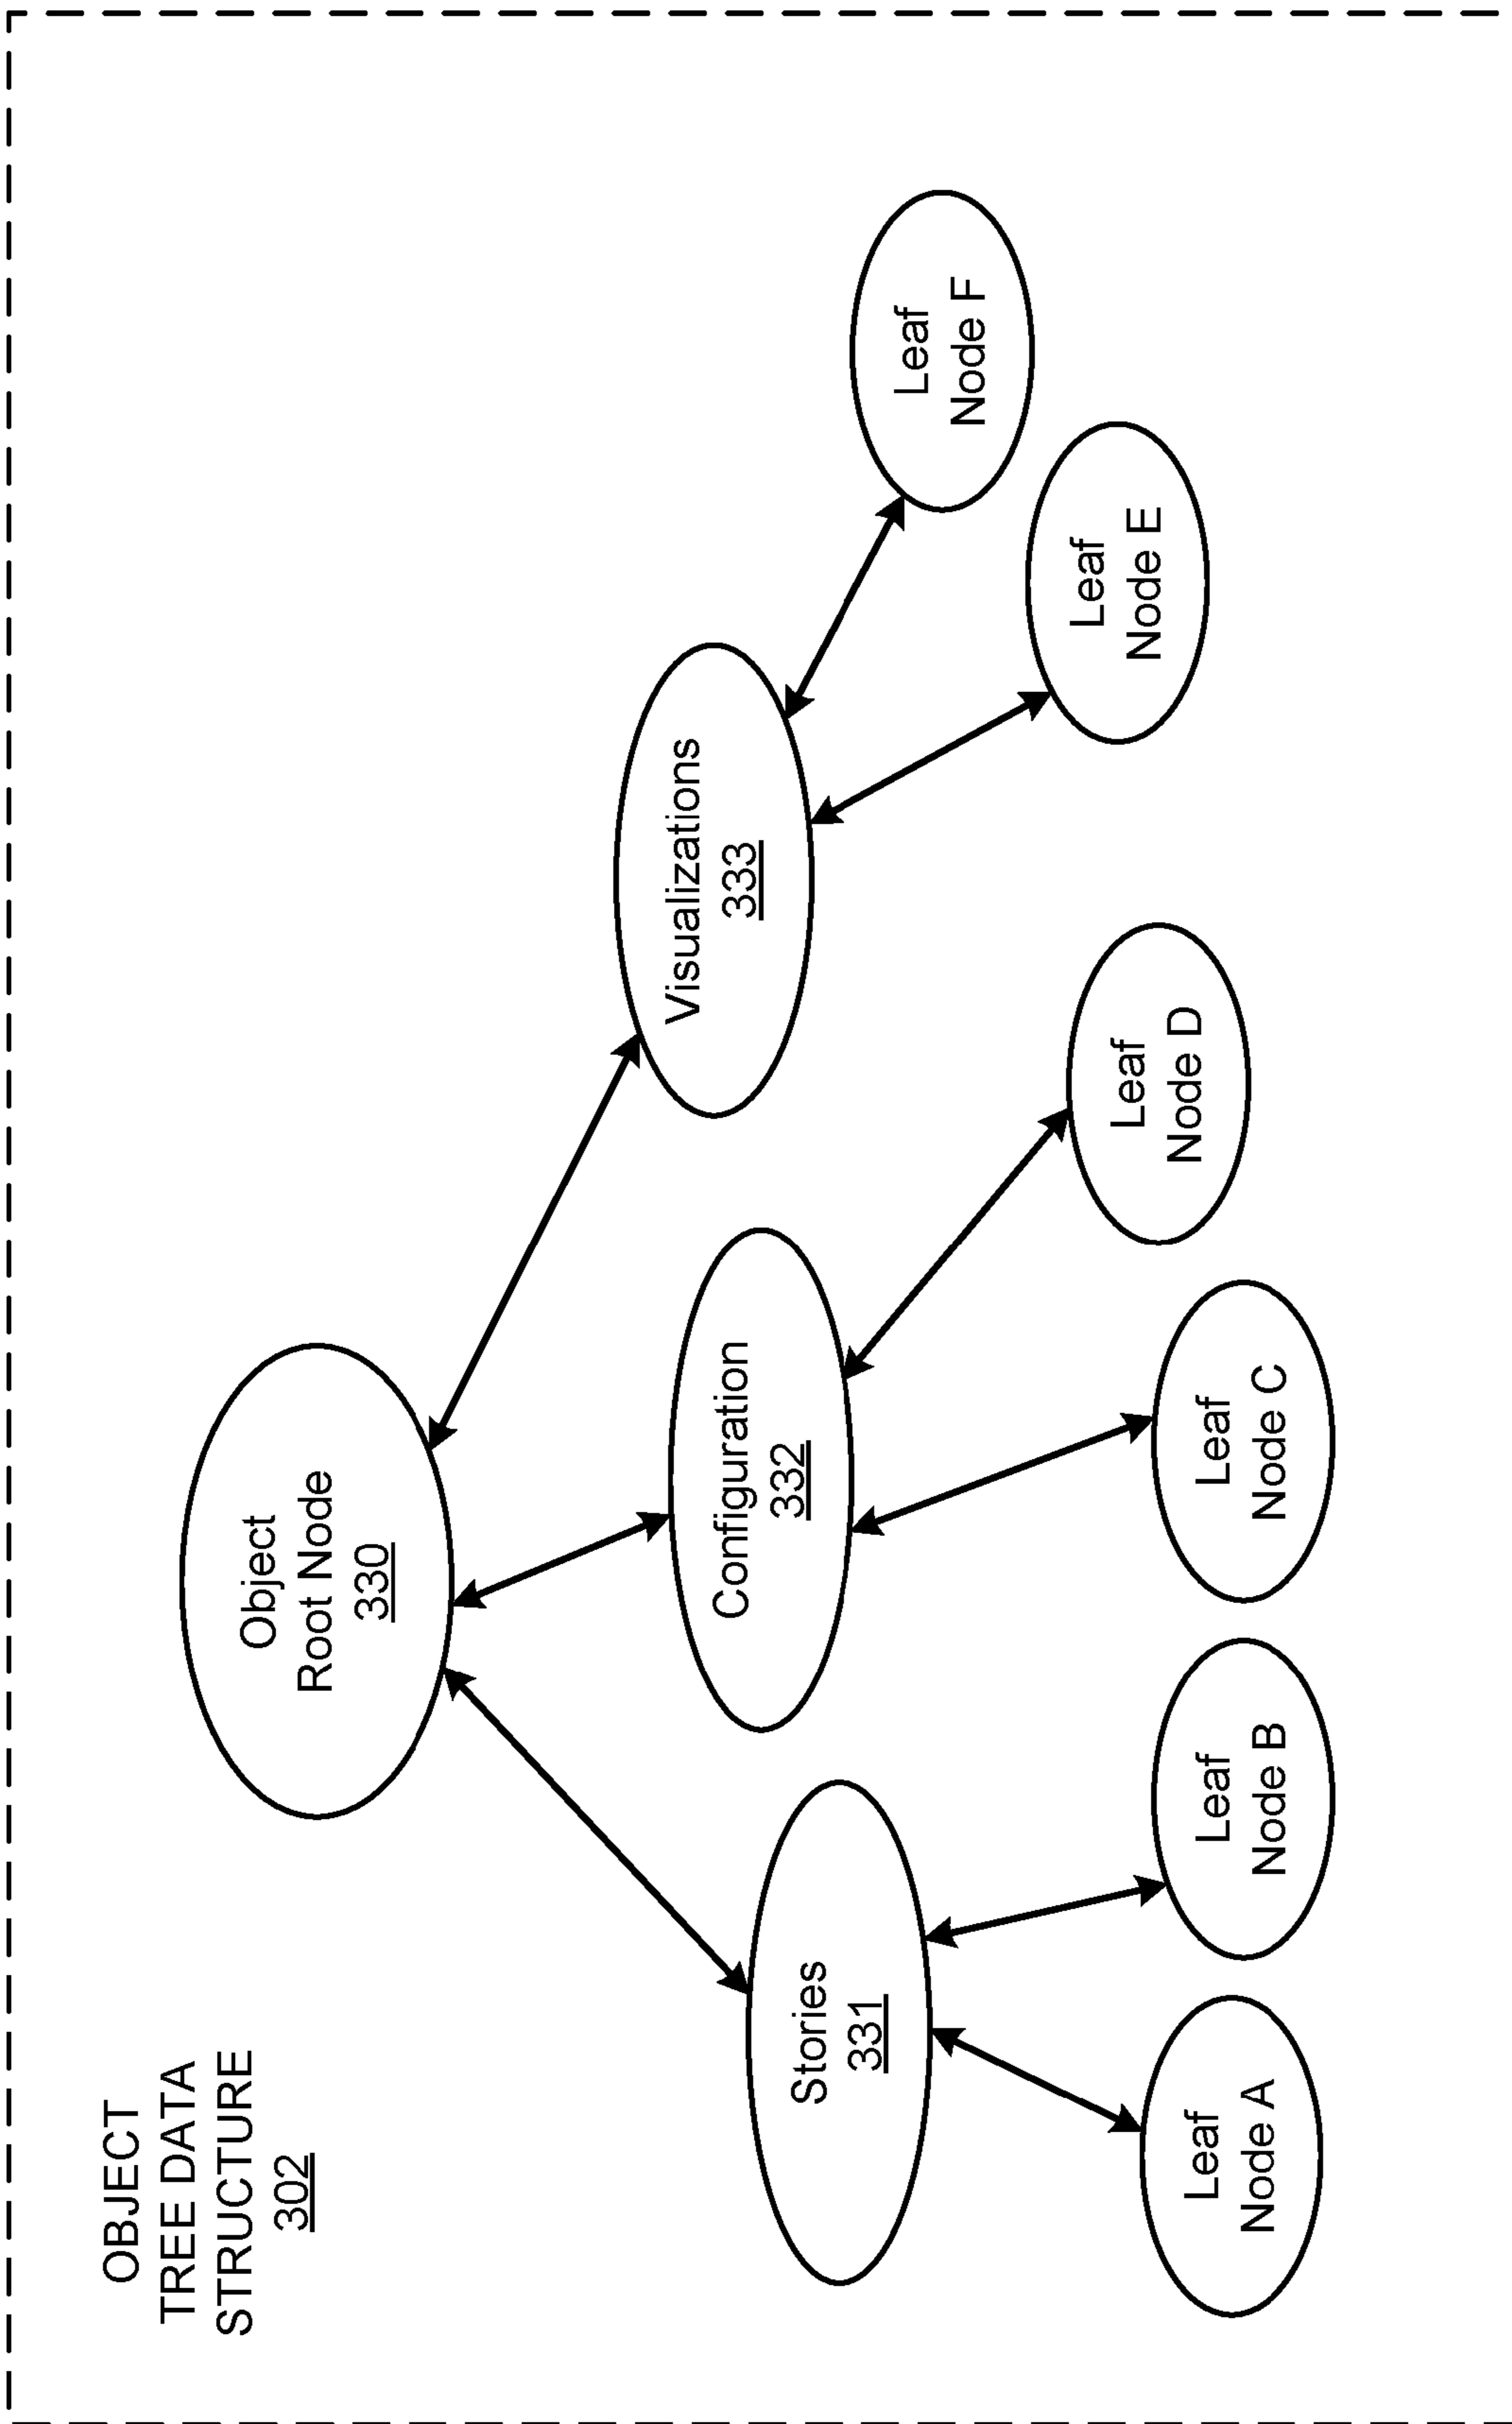 OBJECT
TREE DATA
STRUCTURE
302
Object
Root Node
330
Stories
331
Configuration
332
Visualizations
333
Leaf
Node A
Leaf
Node B
Leaf
Node C
Leaf
Node D
Leaf
Node E
Leaf
Node F